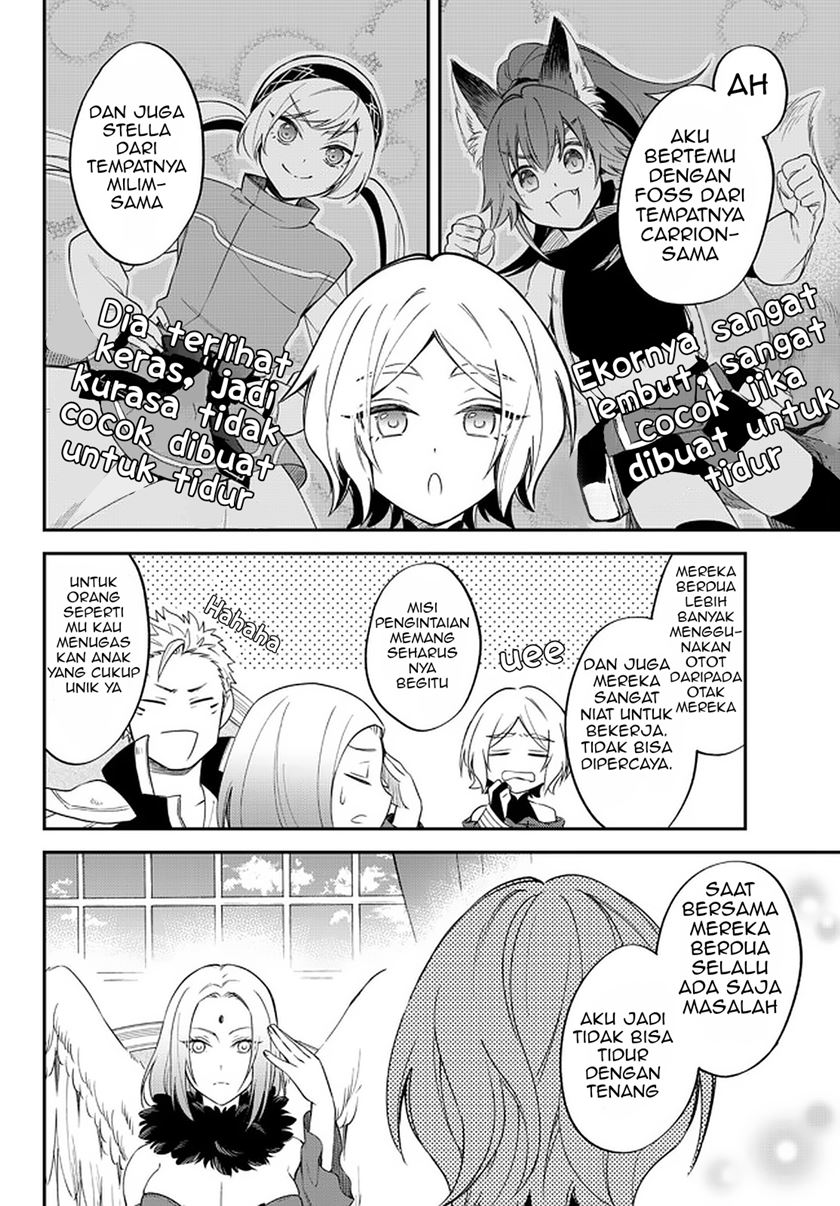 AH
AKU
BERTEMU
DENGAN
FOSS DARI
TEMPATNYA
CARRION-
SAMA
Ekornya sangat
lembut, sangat
cocok jika
dibuat untuk
tidur
DAN JUGA
STELLA
DARI
TEMPATNYA
MILIM-
SAMA
Dia terlihat
keras, jadi
kurasa tidak
cocok dibuat
untuk tidur
MEREKA
BERDUA
LEBIH
BANYAK
MENGGU-
NAKAN
OTOT
DARIPADA
OTAK
MEREKA
DAN JUGA
MEREKA
SANGAT
NIAT UNTUK
BEKERJA.
TIDAK BISA
DIPERCAYA.
uee
MISI
PENGINTAIAN
MEMANG
SEHARUS
NYA
BEGITU
Hahaha
UNTUK
ORANG
SEPERTI
MU KAU
MENUGAS
KAN ANAK
YANG CUKUP
UNIK YA
SAAT
BERSAMA
MEREKA
BERDUA
SELALU
ADA SAJA
MASALAH
AKU JADI
TIDAK BISA
TIDUR
DENGAN
TENANG